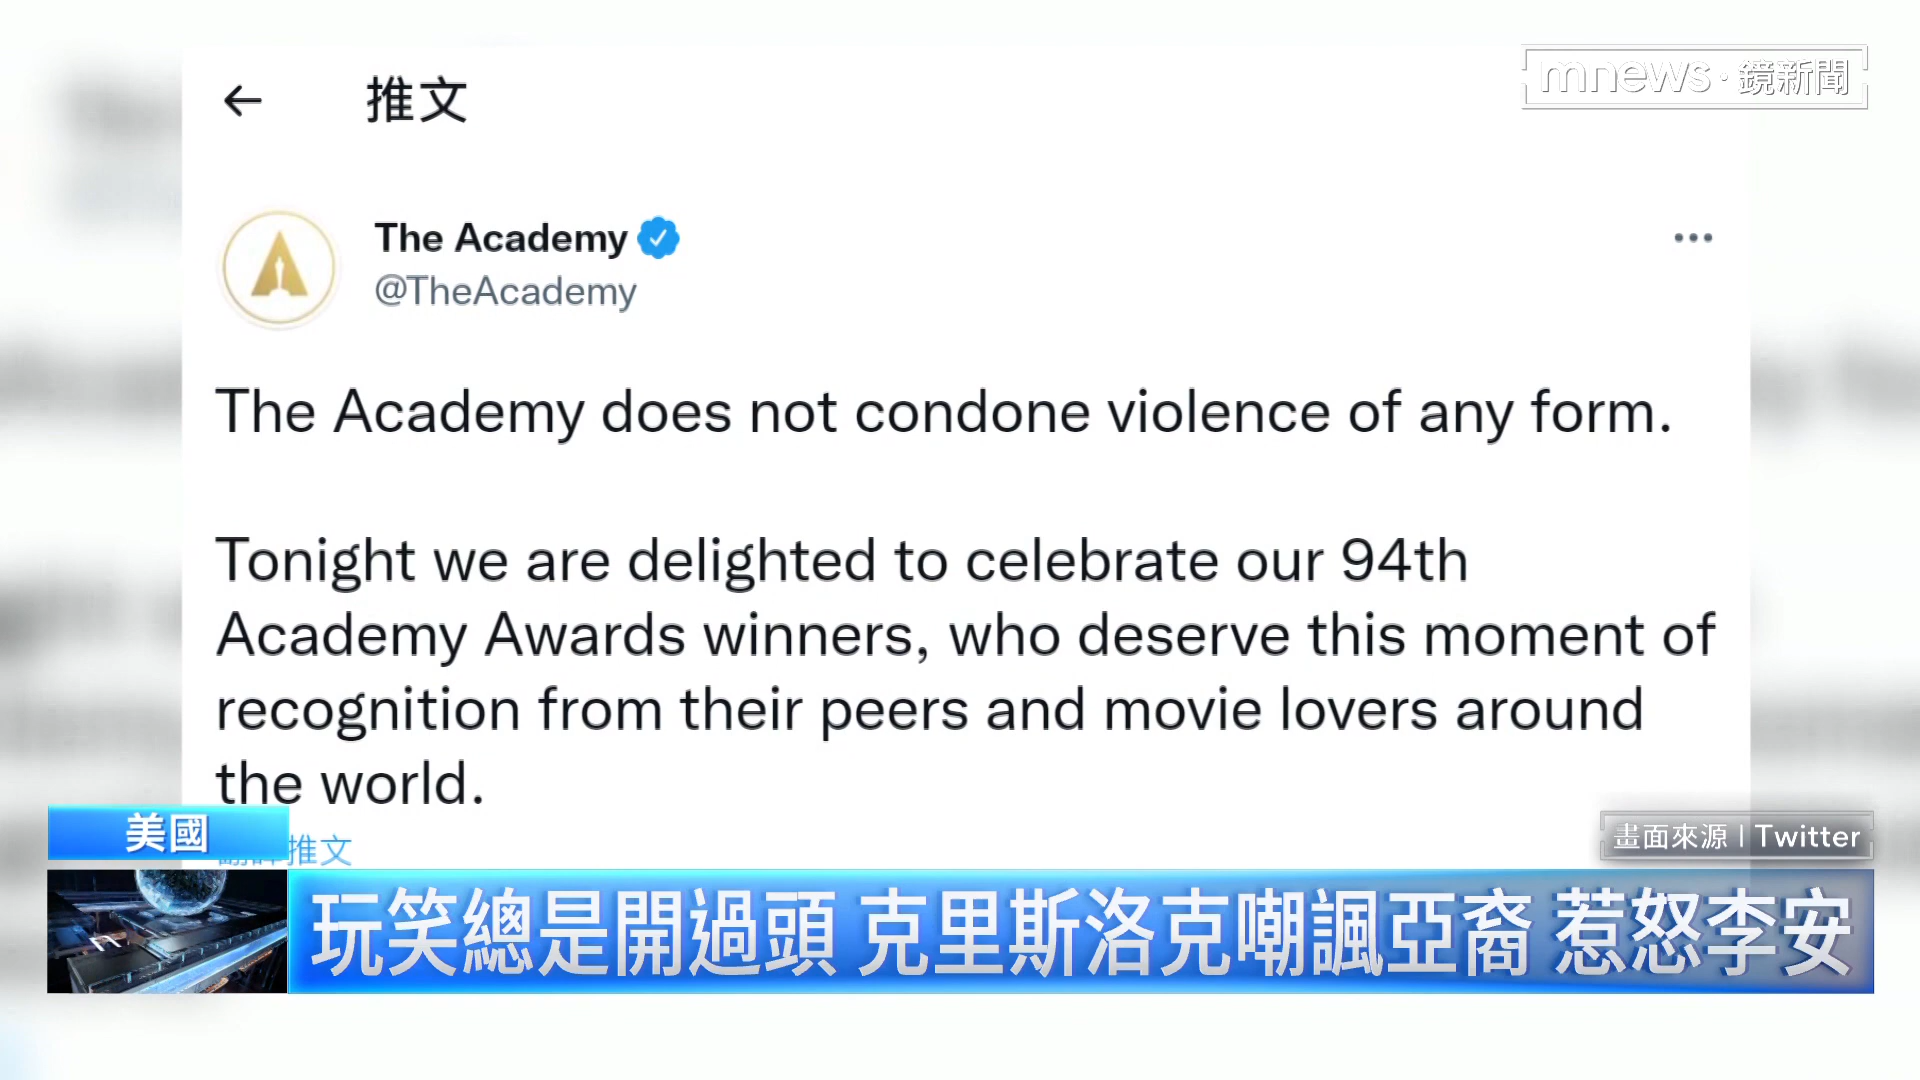 推文
mnews·鏡新聞
The Academy
@TheAcademy
The Academy does not condone violence of any form.
Tonight we are delighted to celebrate our 94th
Academy Awards winners, who deserve this moment of
recognition from their peers and movie lovers around
the world.
推文
美國
畫面來源 | Twitter
玩笑總是開過頭 克里斯洛克嘲諷亞裔 惹怒李安